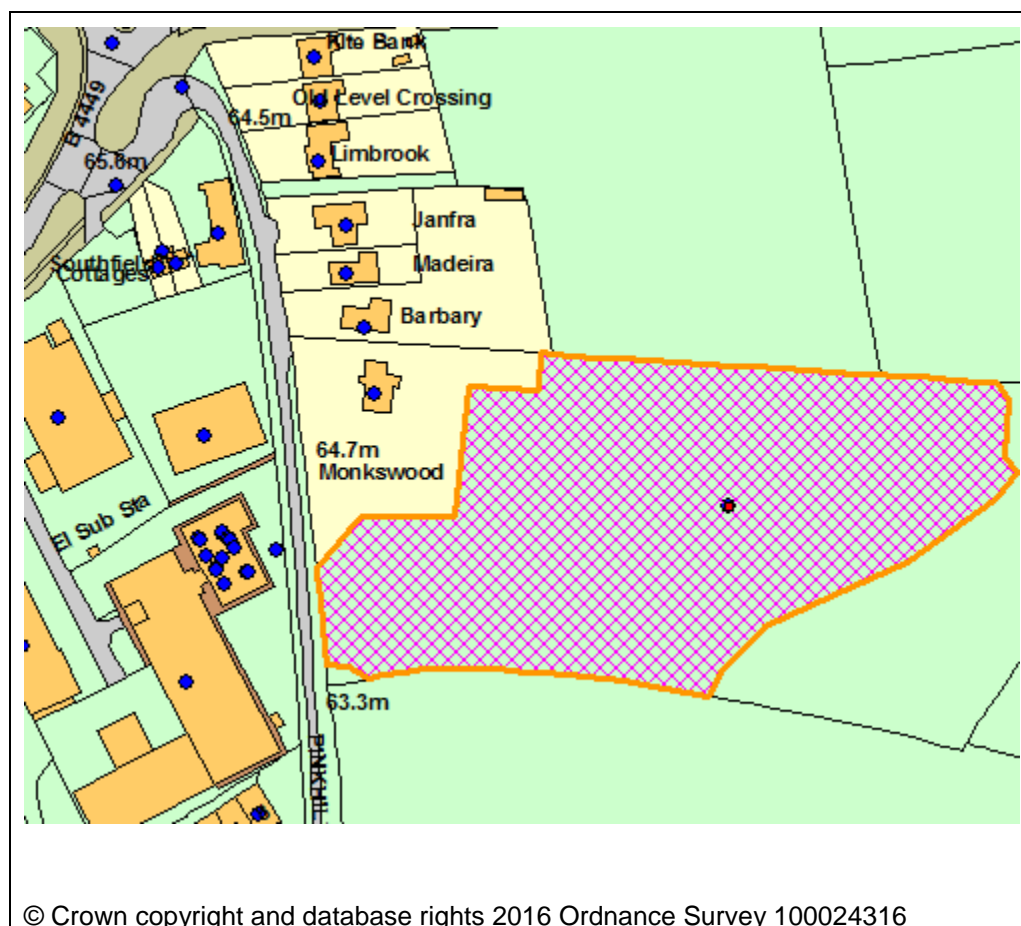 Kite Bank
Old Level Crossing
B 4449
64.5m
65.6m
Limbrook
Janfra
Southfield
Cottages
Madeira
Barbary
64.7m
Monkswood
El Sub Sta
63.3m
PINKHIL
© Crown copyright and database rights 2016 Ordnance Survey 100024316